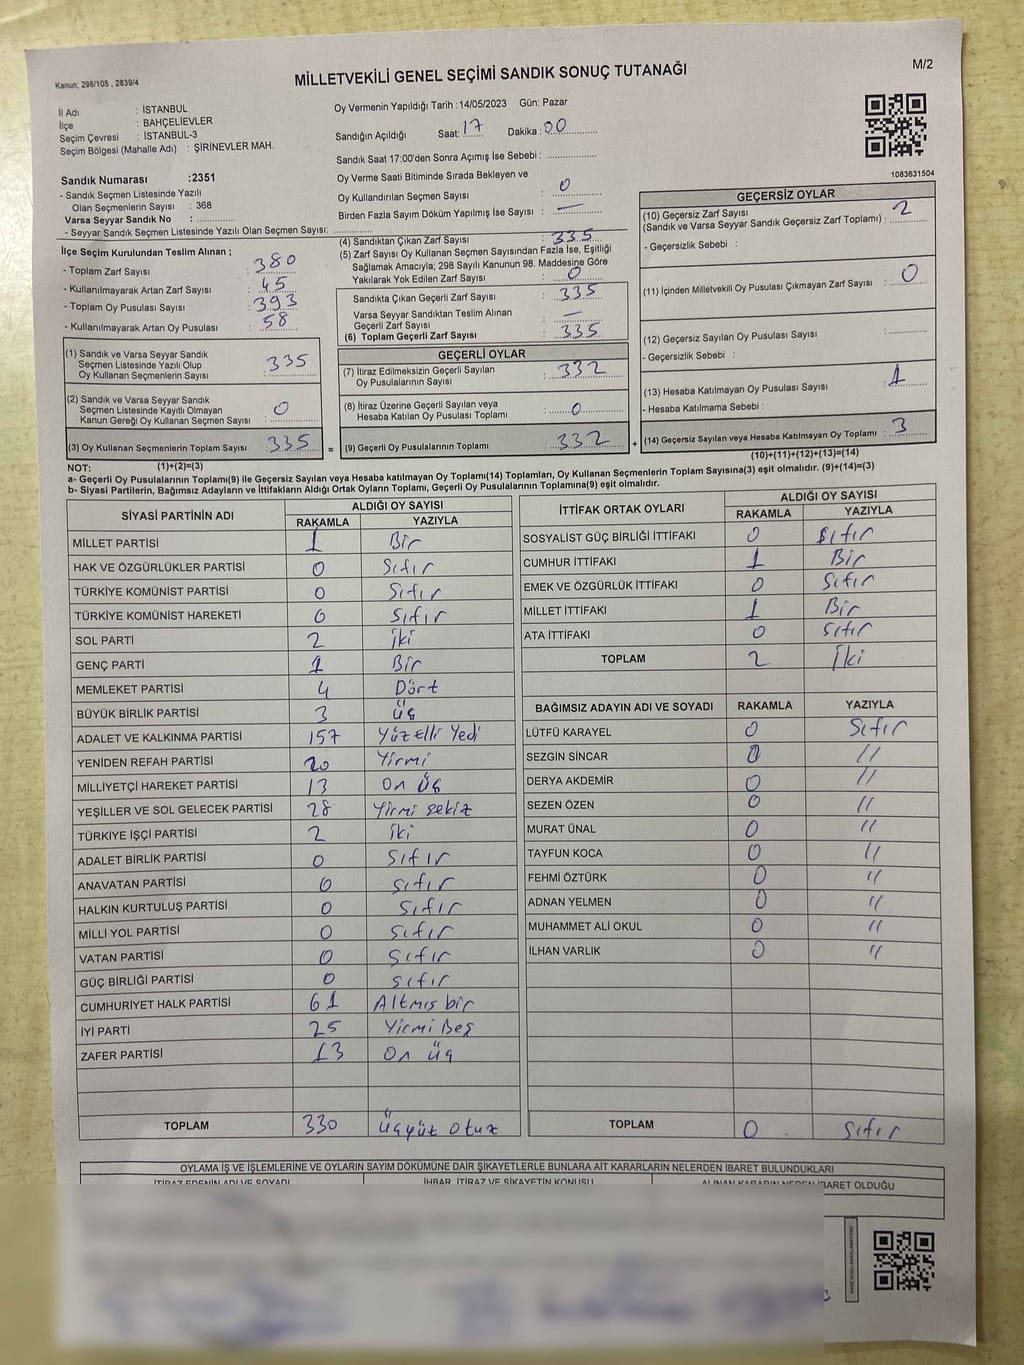 Kanun; 298/105 , 2839/4
MİLLETVEKİLİ GENEL SEÇİMİ SANDIK SONUÇ TUTANAĞI
M/2
İl Adı : İSTANBUL
İlçe : BAHÇELİEVLER
Seçim Çevresi : İSTANBUL-3
Seçim Bölgesi (Mahalle Adı) : ŞİRİNEVLER MAH.
Sandık Numarası :2351
- Sandık Seçmen Listesinde Yazılı
Olan Seçmenlerin Sayısı : 368
Varsa Seyyar Sandık No :
- Seyyar Sandık Seçmen Listesinde Yazılı Olan Seçmen Sayısı:
Oy Vermenin Yapıldığı Tarih :14/05/2023 Gün: Pazar
Sandığın Açıldığı Saat: 17 Dakika : 00
Sandık Saat 17:00'den Sonra Açımış İse Sebebi :
Oy Verme Saati Bitiminde Sırada Bekleyen ve
Oy Kullandırılan Seçmen Sayısı : 0
Birden Fazla Sayım Döküm Yapılmış İse Sayısı : —
1083631504
İlçe Seçim Kurulundan Teslim Alınan ;
- Toplam Zarf Sayısı : 380
- Kullanılmayarak Artan Zarf Sayısı : 45
- Toplam Oy Pusulası Sayısı : 393
- Kullanılmayarak Artan Oy Pusulası : 58
(4) Sandıktan Çıkan Zarf Sayısı : 335
(5) Zarf Sayısı Oy Kullanan Seçmen Sayısından Fazla İse, Eşitliği
Sağlamak Amacıyla; 298 Sayılı Kanunun 98. Maddesine Göre
Yakılarak Yok Edilen Zarf Sayısı : 0
Sandıkta Çıkan Geçerli Zarf Sayısı : 335
Varsa Seyyar Sandıktan Teslim Alınan
Geçerli Zarf Sayısı : —
(6) Toplam Geçerli Zarf Sayısı : 335
GEÇERSİZ OYLAR
(10) Geçersiz Zarf Sayısı
(Sandık ve Varsa Seyyar Sandık Geçersiz Zarf Toplamı) : 2
- Geçersizlik Sebebi :
(11) İçinden Milletvekili Oy Pusulası Çıkmayan Zarf Sayısı : 0
(12) Geçersiz Sayılan Oy Pusulası Sayısı :
- Geçersizlik Sebebi :
(13) Hesaba Katılmayan Oy Pusulası Sayısı : 1
- Hesaba Katılmama Sebebi :
(14) Geçersiz Sayılan veya Hesaba Katılmayan Oy Toplamı : 3
(10)+(11)+(12)+(13)=(14)
(1) Sandık ve Varsa Seyyar Sandık
Seçmen Listesinde Yazılı Olup
Oy Kullanan Seçmenlerin Sayısı : 335
(2) Sandık ve Varsa Seyyar Sandık
Seçmen Listesinde Kayıtlı Olmayan
Kanun Gereği Oy Kullanan Seçmen Sayısı : 0
(3) Oy Kullanan Seçmenlerin Toplam Sayısı : 335 =
GEÇERLİ OYLAR
(7) İtiraz Edilmeksizin Geçerli Sayılan
Oy Pusulalarının Sayısı : 332
(8) İtiraz Üzerine Geçerli Sayılan veya
Hesaba Katılan Oy Pusulası Toplamı : 0
(9) Geçerli Oy Pusulalarının Toplamı : 332 +
NOT: (1)+(2)=(3)
a- Geçerli Oy Pusulalarının Toplamı(9) ile Geçersiz Sayılan veya Hesaba katılmayan Oy Toplamı(14) Toplamları, Oy Kullanan Seçmenlerin Toplam Sayısına(3) eşit olmalıdır. (9)+(14)=(3)
b- Siyasi Partilerin, Bağımsız Adayların ve İttifakların Aldığı Ortak Oyların Toplamı, Geçerli Oy Pusulalarının Toplamına(9) eşit olmalıdır.
SİYASİ PARTİNİN ADI ALDIĞI OY SAYISI
RAKAMLA YAZIYLA
MİLLET PARTİSİ 1 Bir
HAK VE ÖZGÜRLÜKLER PARTİSİ 0 Sıfır
TÜRKİYE KOMÜNİST PARTİSİ 0 Sıfır
TÜRKİYE KOMÜNİST HAREKETİ 0 Sıfır
SOL PARTİ 2 İki
GENÇ PARTİ 1 Bir
MEMLEKET PARTİSİ 4 Dört
BÜYÜK BİRLİK PARTİSİ 3 üç
ADALET VE KALKINMA PARTİSİ 157 Yüz Elli Yedi
YENİDEN REFAH PARTİSİ 20 Yirmi
MİLLİYETÇİ HAREKET PARTİSİ 13 On üç
YEŞİLLER VE SOL GELECEK PARTİSİ 28 Yirmi sekiz
TÜRKİYE İŞÇİ PARTİSİ 2 iki
ADALET BİRLİK PARTİSİ 0 Sıfır
ANAVATAN PARTİSİ 0 Sıfır
HALKIN KURTULUŞ PARTİSİ 0 Sıfır
MİLLİ YOL PARTİSİ 0 Sıfır
VATAN PARTİSİ 0 Sıfır
GÜÇ BİRLİĞİ PARTİSİ 0 sıfır
CUMHURİYET HALK PARTİSİ 61 Altmış bir
İYİ PARTİ 25 Yirmi Beş
ZAFER PARTİSİ 13 On üç
TOPLAM 330 üçyüz otuz
İTTİFAK ORTAK OYLARI ALDIĞI OY SAYISI
RAKAMLA YAZIYLA
SOSYALİST GÜÇ BİRLİĞİ İTTİFAKI 0 Sıfır
CUMHUR İTTİFAKI 1 Bir
EMEK VE ÖZGÜRLÜK İTTİFAKI 0 Sıfır
MİLLET İTTİFAKI 1 Bir
ATA İTTİFAKI 0 Sıfır
TOPLAM 2 İki
BAĞIMSIZ ADAYIN ADI VE SOYADI RAKAMLA YAZIYLA
LÜTFÜ KARAYEL 0 Sıfır
SEZGİN SİNCAR 0 //
DERYA AKDEMİR 0 //
SEZEN ÖZEN 0 //
MURAT ÜNAL 0 //
TAYFUN KOCA 0 //
FEHMİ ÖZTÜRK 0 //
ADNAN YELMEN 0 //
MUHAMMET ALİ OKUL 0 //
İLHAN VARLIK 0 //
TOPLAM 0 Sıfır
OYLAMA İŞ VE İŞLEMLERİNE VE OYLARIN SAYIM DÖKÜMÜNE DAİR ŞİKAYETLERLE BUNLARA AİT KARARLARIN NELERDEN İBARET BULUNDUKLARI
İTİRAZ EDENİN ADI VE SOYADI İHBAR, İTİRAZ VE ŞİKAYETİN KONUSU ALINAN KARARIN NEDEN İBARET OLDUĞU